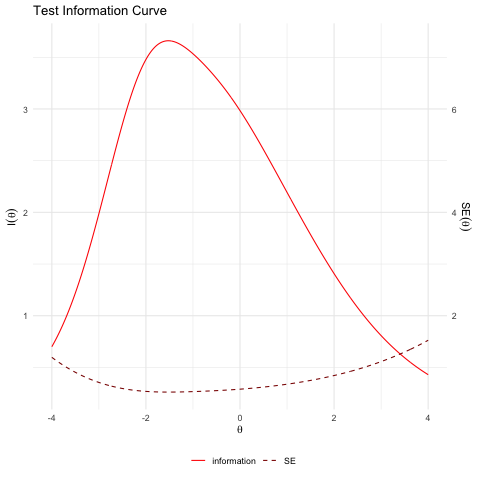 Test Information Curve
3
2
1
I(θ)
6
4
2
SE(θ)
-4 -2 0 2 4
θ
information SE